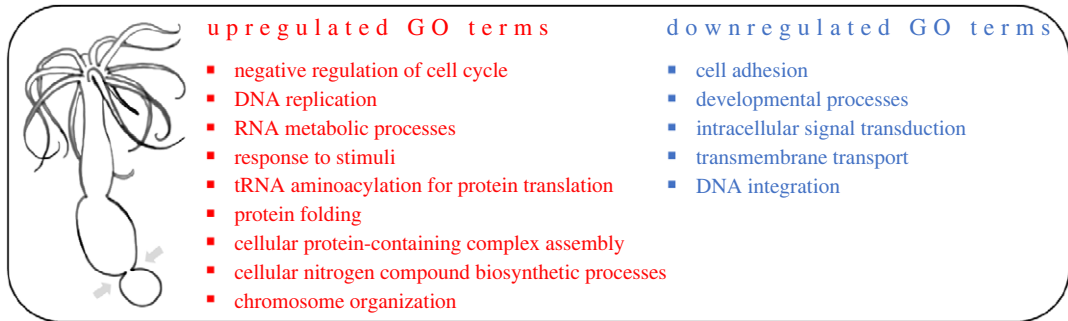 upregulated GO terms
negative regulation of cell cycle
DNA replication
RNA metabolic processes
response to stimuli
tRNA aminoacylation for protein translation
protein folding
cellular protein-containing complex assembly
cellular nitrogen compound biosynthetic processes
chromosome organization
downregulated GO terms
cell adhesion
developmental processes
intracellular signal transduction
transmembrane transport
DNA integration